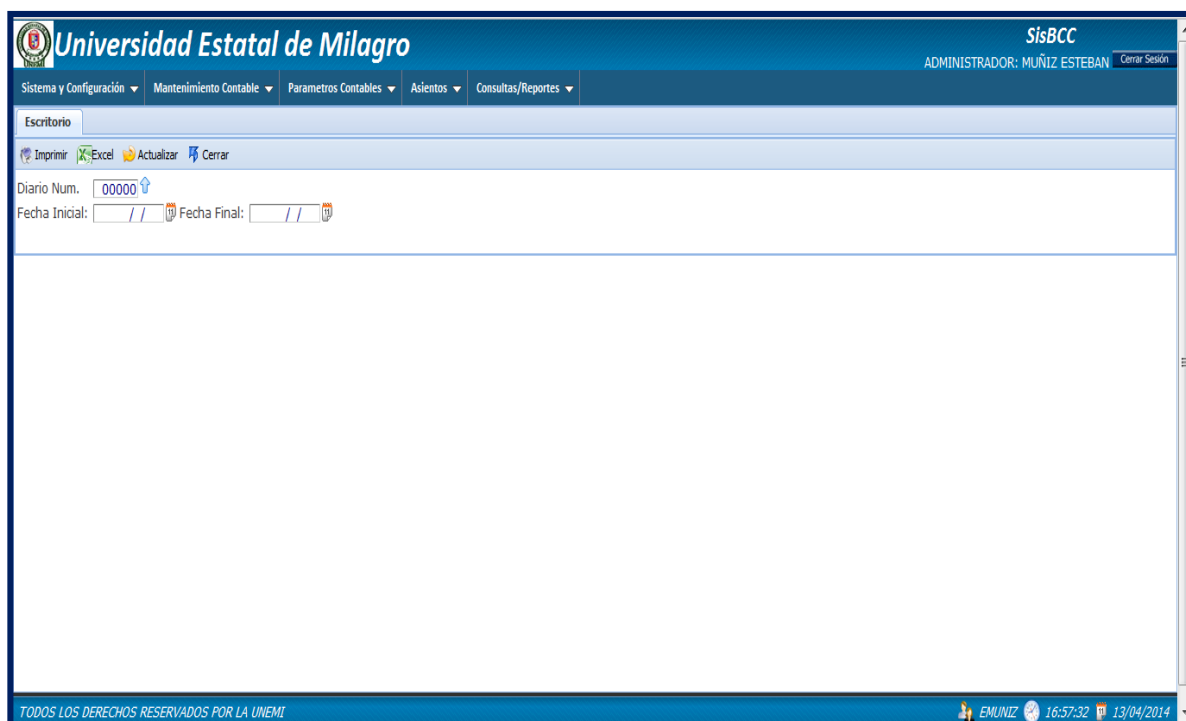 Universidad Estatal de Milagro
SisBCC
ADMINISTRADOR: MUÑIZ ESTEBAN Cerrar Sesión
Sistema y Configuración Mantenimiento Contable Parametros Contables Asientos Consultas/Reportes
Escritorio
Imprimir Excel Actualizar Cerrar
Diario Num. 00000
Fecha Inicial: / / Fecha Final: / /
TODOS LOS DERECHOS RESERVADOS POR LA UNEMI EMUNIZ 16:57:32 13/04/2014